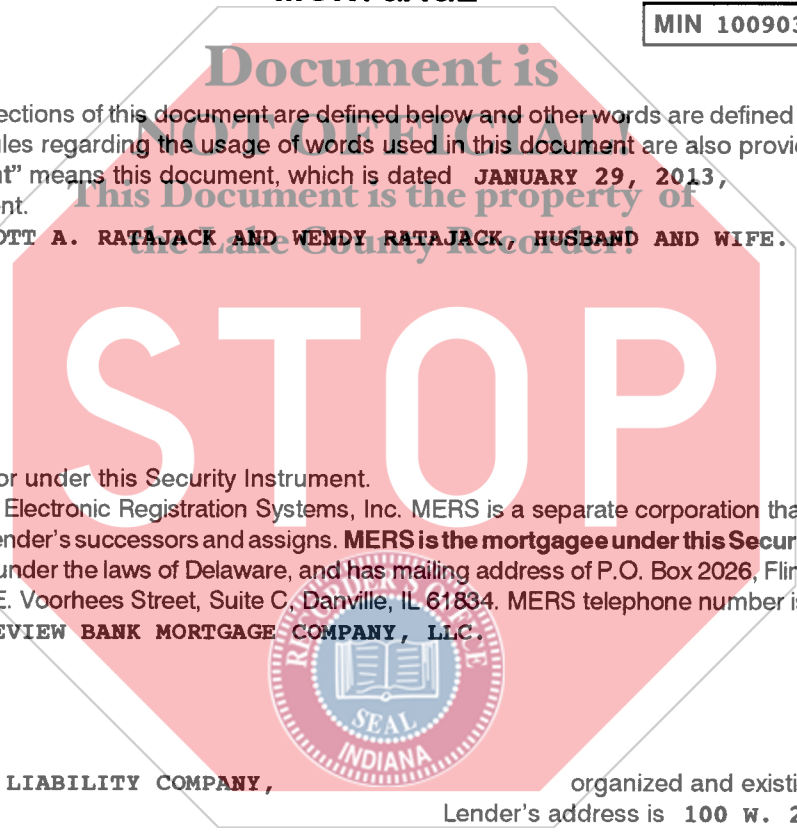 MIN 100903
Document is
ections of this document are defined below and other words are defined
NOT OFFICIAL!
ules regarding the usage of words used in this document are also provi
nt" means this document, which is dated JANUARY 29, 2013,
This Document is the property of
nt.
OTT A. RATAJACK AND WENDY RATAJACK, HUSBAND AND WIFE.
the Lake County Recorder!
STOP
or under this Security Instrument.
Electronic Registration Systems, Inc. MERS is a separate corporation tha
ender's successors and assigns. MERS is the mortgagee under this Secur
under the laws of Delaware, and has mailing address of P.O. Box 2026, Flin
E. Voorhees Street, Suite C, Danville, IL 61834. MERS telephone number is
EVIEW BANK MORTGAGE COMPANY, LLC.
RECORDER'S OFFICE
SEAL
INDIANA
LIABILITY COMPANY, organized and existi
Lender's address is 100 W. 2